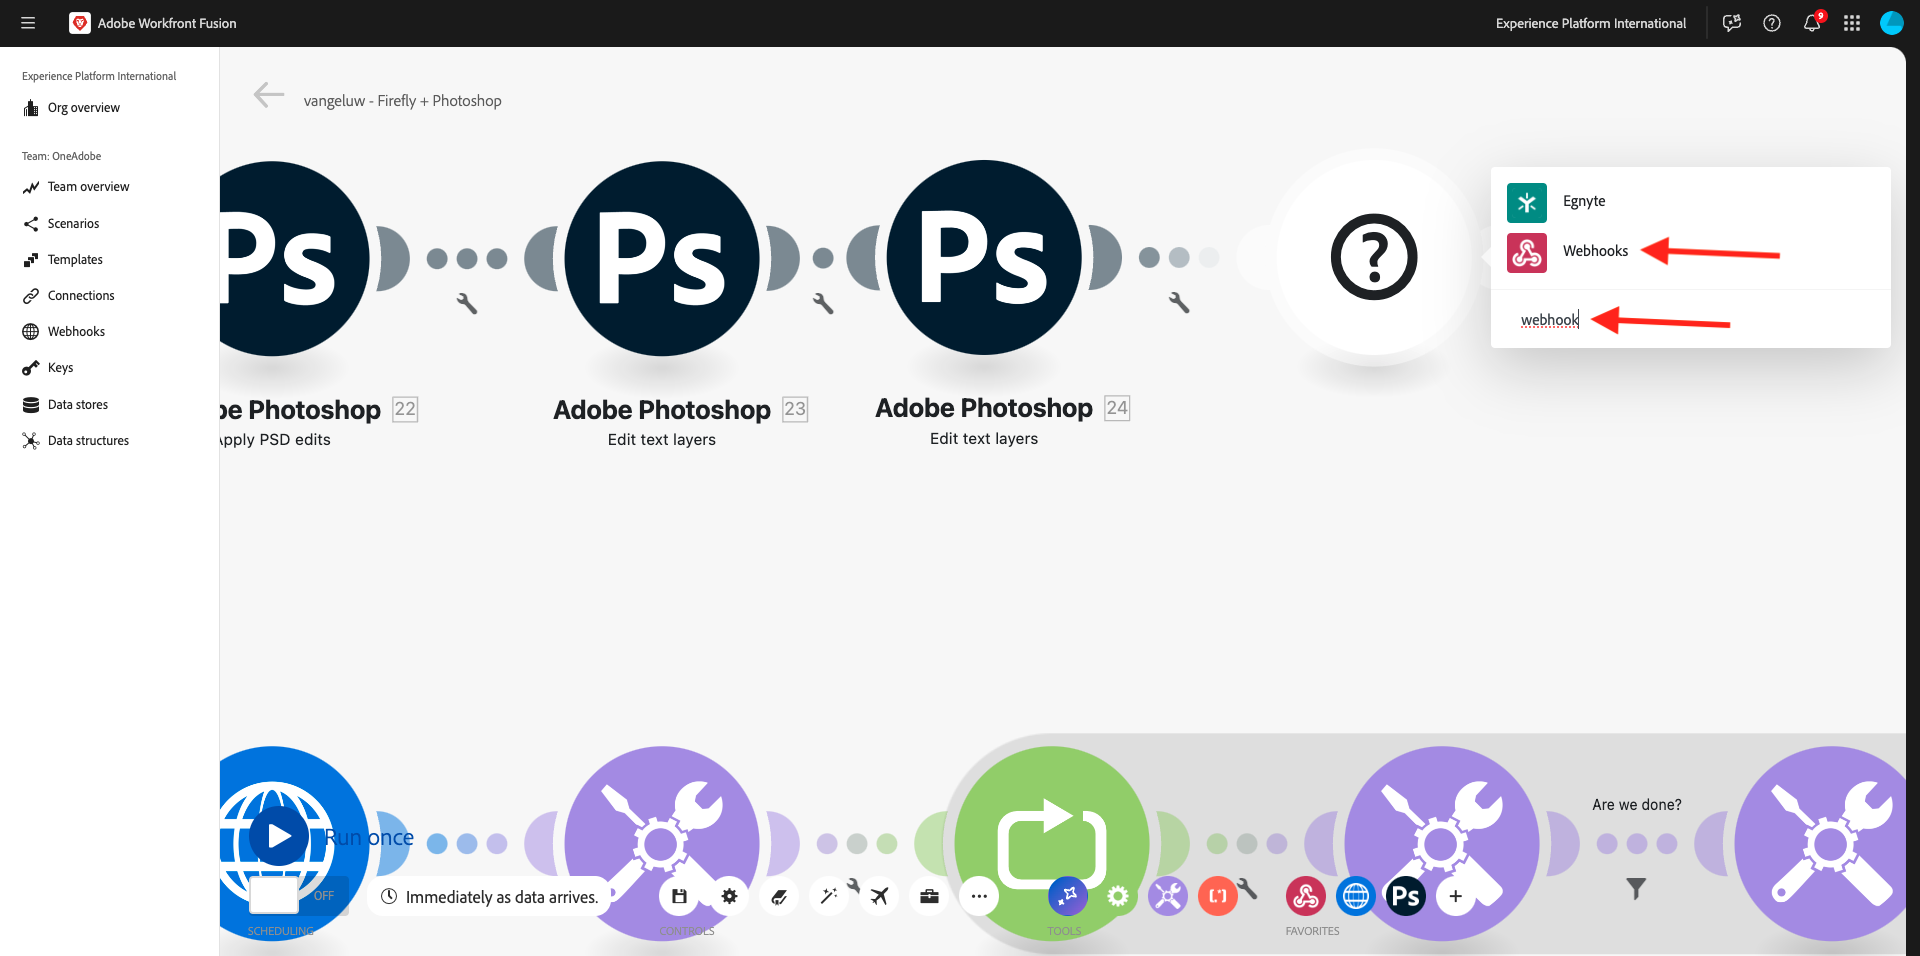 Adobe Workfront Fusion
Experience Platform International
9
Experience Platform International
Org overview
Team: OneAdobe
Team overview
Scenarios
Templates
Connections
Webhooks
Keys
Data stores
Data structures
vangeluw - Firefly + Photoshop
Ps
Ps
Ps
?
Egnyte
Webhooks
webhook
be Photoshop 22
Apply PSD edits
Adobe Photoshop 23
Edit text layers
Adobe Photoshop 24
Edit text layers
Are we done?
Run once
OFF
Immediately as data arrives.
Ps
SCHEDULING
CONTROLS
TOOLS
FAVORITES